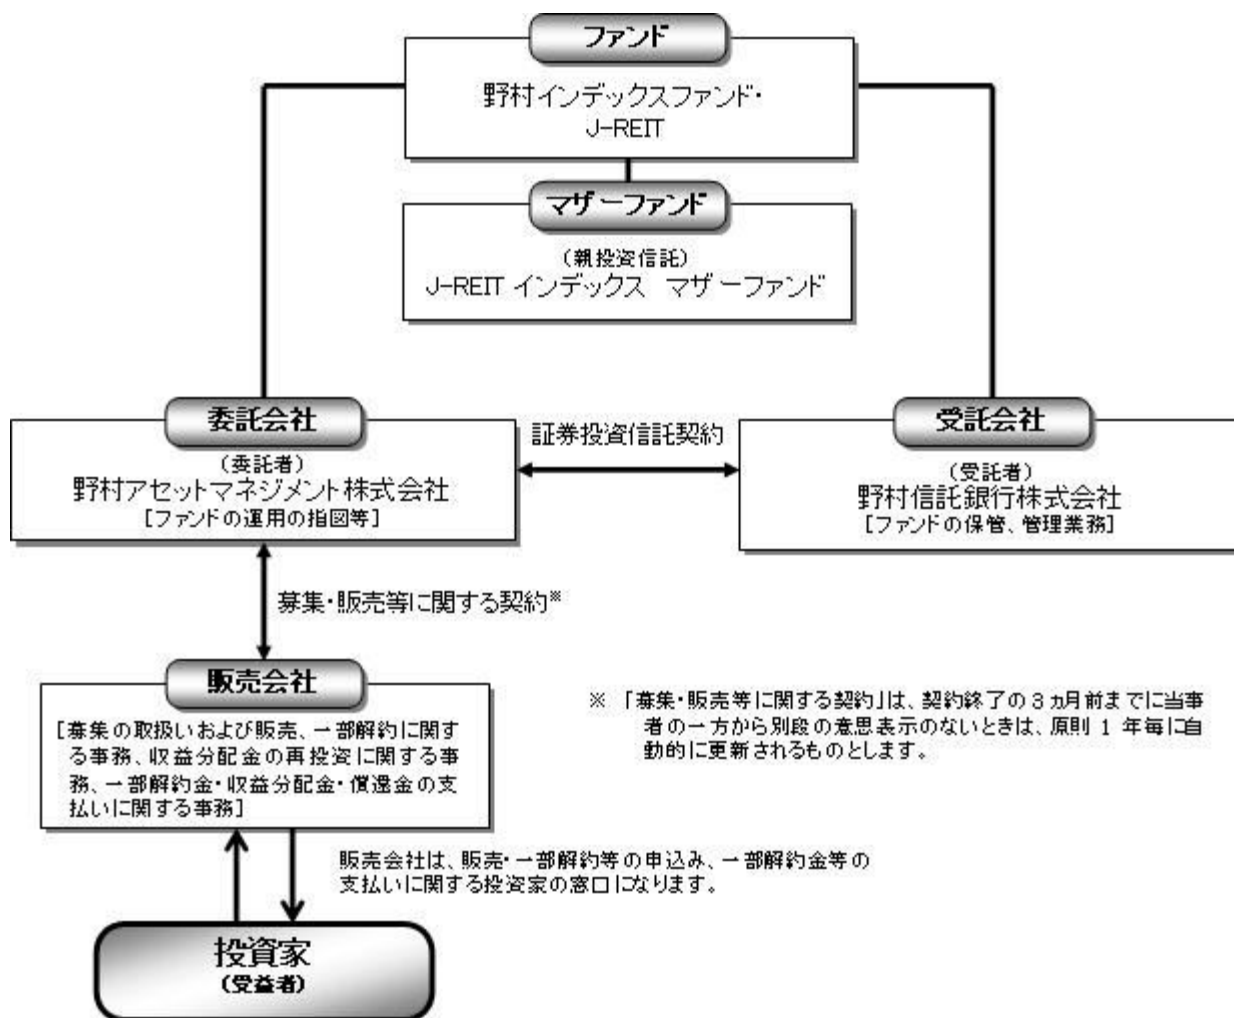 ファンド
野村インデックスファンド・
J-REIT
マザーファンド
(親投資信託)
J-REIT インデックス マザーファンド
委託会社
(委託者)
野村アセットマネジメント株式会社
[ファンドの運用の指図等]
証券投資信託契約
受託会社
(受託者)
野村信託銀行株式会社
[ファンドの保管、管理業務]
募集・販売等に関する契約※
販売会社
[募集の取扱いおよび販売、一部解約に関す
る事務、収益分配金の再投資に関する事
務、一部解約金・収益分配金・償還金の支
払いに関する事務]
※ 「募集・販売等に関する契約」は、契約終了の3ヵ月前までに当事
者の一方から別段の意思表示のないときは、原則 1 年毎に自
動的に更新されるものとします。
販売会社は、販売・一部解約等の申込み、一部解約金等の
支払いに関する投資家の窓口になります。
投資家
(受益者)